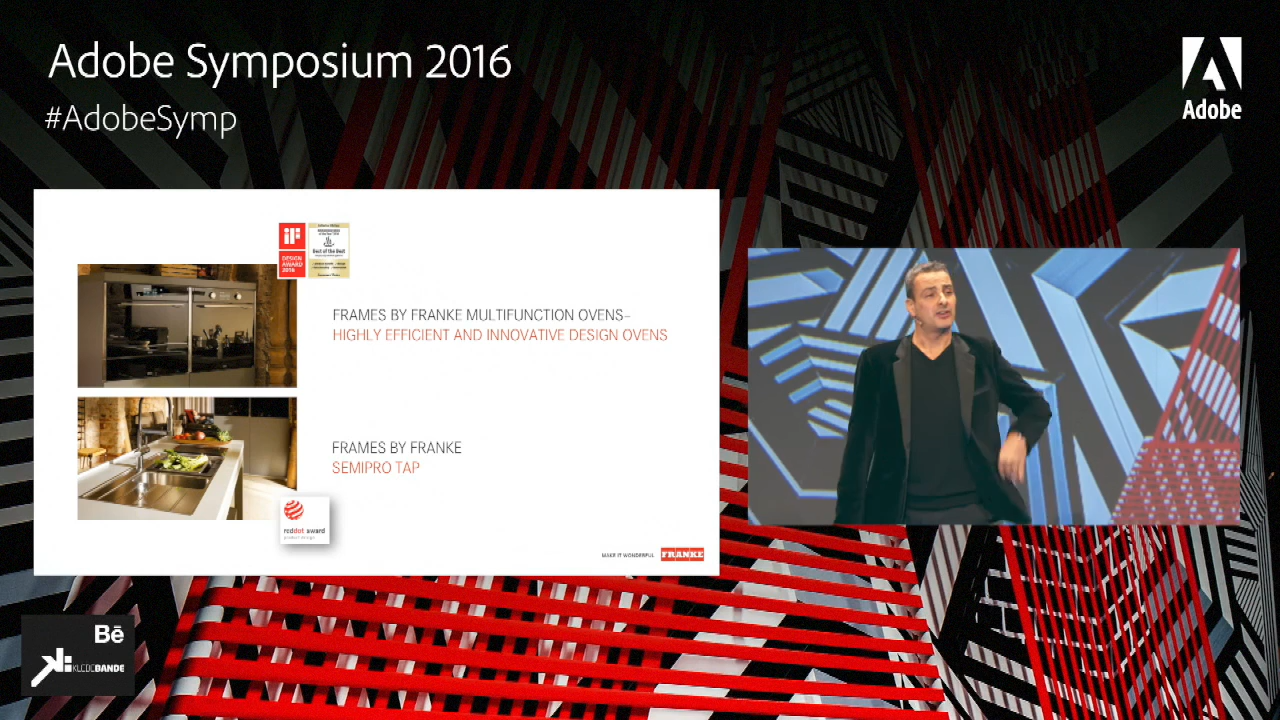 Adobe Symposium 2016
#AdobeSymp
Adobe
iF
DESIGN
AWARD
2016
Best of the Best
FRAMES BY FRANKE MULTIFUNCTION OVENS–
HIGHLY EFFICIENT AND INNOVATIVE DESIGN OVENS
FRAMES BY FRANKE
SEMIPRO TAP
reddot award
product design
MAKE IT WONDERFUL
FRANKE
Bē
KLEBEBANDE